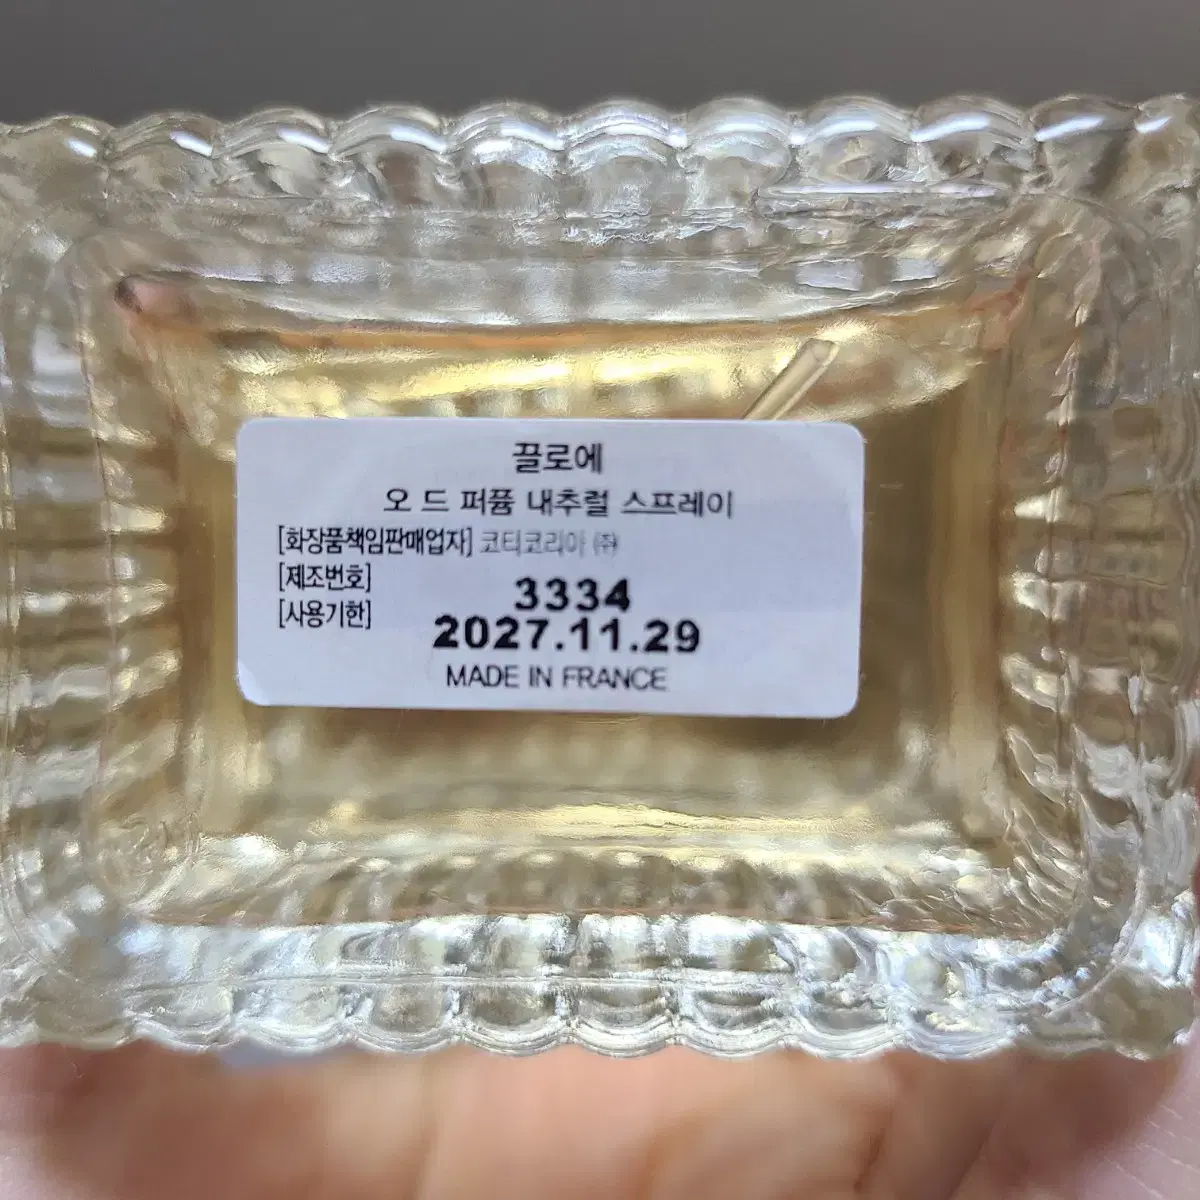 끌로에
오 드 퍼퓸 내추럴 스프레이
[화장품책임판매업자] 코티코리아 ㈜
[제조번호] 3334
[사용기한] 2027.11.29
MADE IN FRANCE